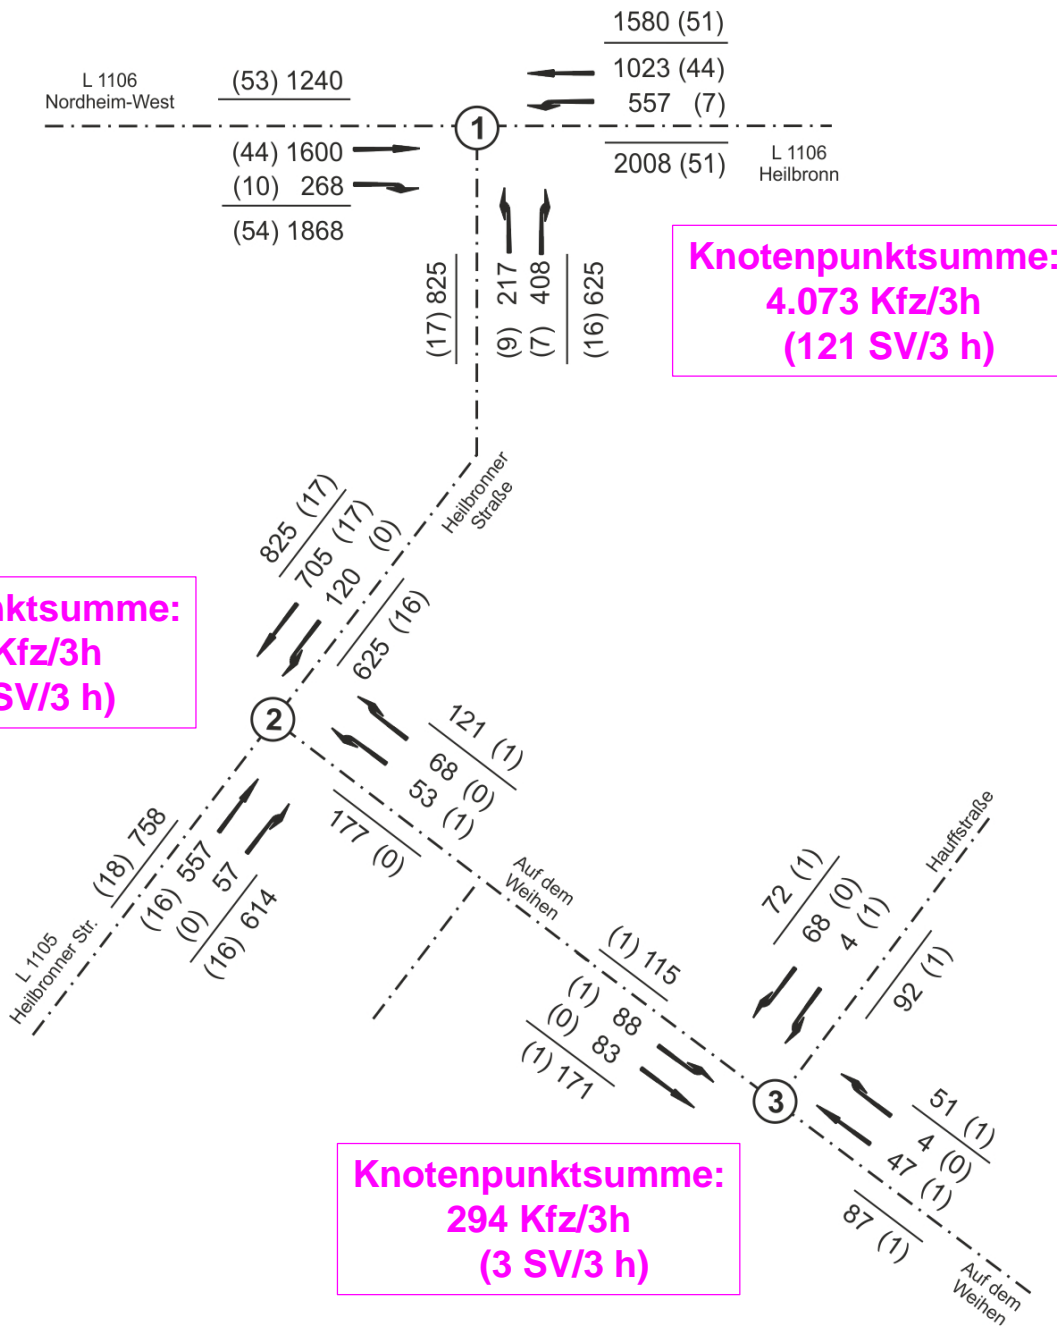 1580 (51)
1023 (44)
557 (7)
L 1106
Nordheim-West
(53) 1240
1
(44) 1600
(10) 268
(54) 1868
2008 (51)
L 1106
Heilbronn
(17) 825
(9) 217
(7) 408
(16) 625
Knotenpunktsumme:
4.073 Kfz/3h
(121 SV/3 h)
Heilbronner
Straße
825 (17)
705 (17)
120 (0)
625 (16)
nktsumme:
Kfz/3h
SV/3 h)
2
121 (1)
68 (0)
53 (1)
177 (0)
(18) 758
(16) 557
(0) 57
(16) 614
L 1105
Heilbronner Str.
Auf dem
Weihen
Hauffstraße
72 (1)
68 (0)
4 (1)
92 (1)
(1) 115
(1) 88
(0) 83
(1) 171
3
51 (1)
4 (0)
47 (1)
87 (1)
Auf dem
Weihen
Knotenpunktsumme:
294 Kfz/3h
(3 SV/3 h)